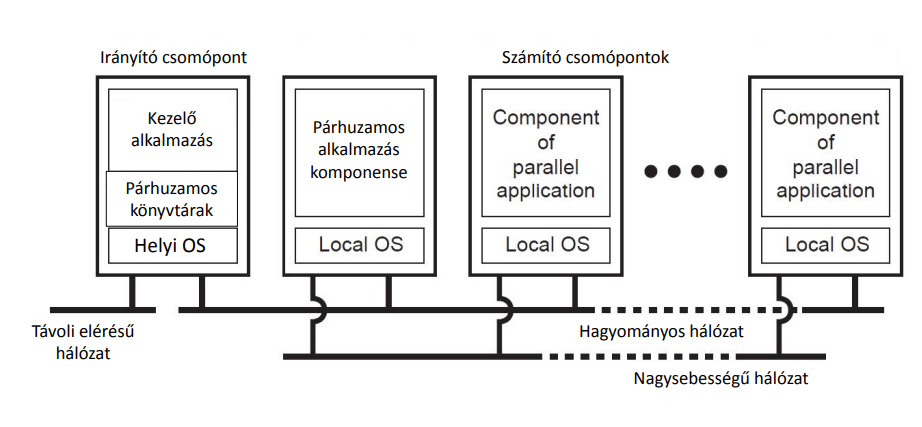 Irányító csomópont
Számító csomópontok
Kezelő
alkalmazás
Párhuzamos
könyvtárak
Helyi OS
Párhuzamos
alkalmazás
komponense
Local OS
Component
of
parallel
application
Local OS
Component
of
parallel
application
Local OS
Távoli elérésű
hálózat
Hagyományos hálózat
Nagysebességű hálózat